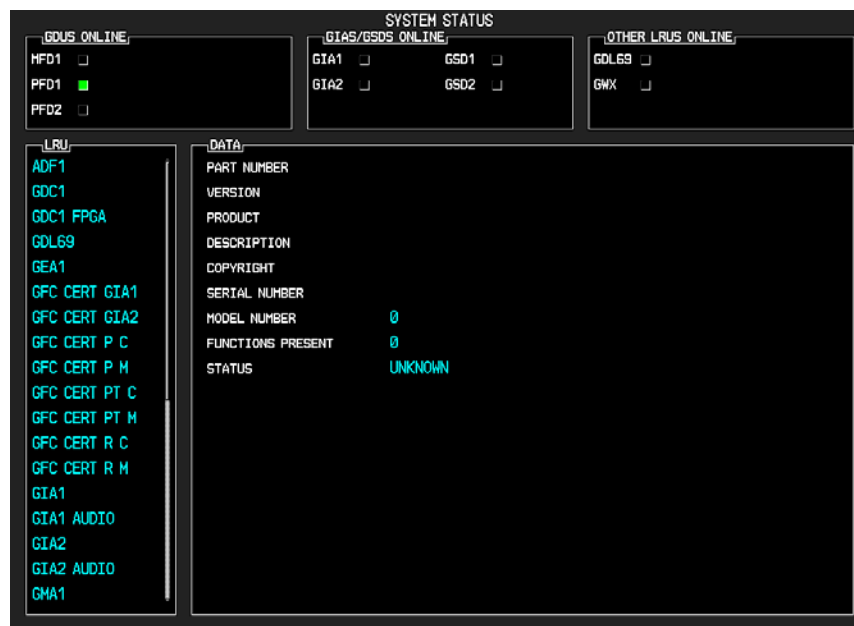 SYSTEM STATUS
GDUS ONLINE
MFD1
PFD1
PFD2
GIAS/GSDS ONLINE
GIA1 GSD1
GIA2 GSD2
OTHER LRUS ONLINE
GDL69
GWX
LRU
ADF1
GDC1
GDC1 FPGA
GDL69
GEA1
GFC CERT GIA1
GFC CERT GIA2
GFC CERT P C
GFC CERT P M
GFC CERT PT C
GFC CERT PT M
GFC CERT R C
GFC CERT R M
GIA1
GIA1 AUDIO
GIA2
GIA2 AUDIO
GMA1
DATA
PART NUMBER
VERSION
PRODUCT
DESCRIPTION
COPYRIGHT
SERIAL NUMBER
MODEL NUMBER 0
FUNCTIONS PRESENT 0
STATUS UNKNOWN